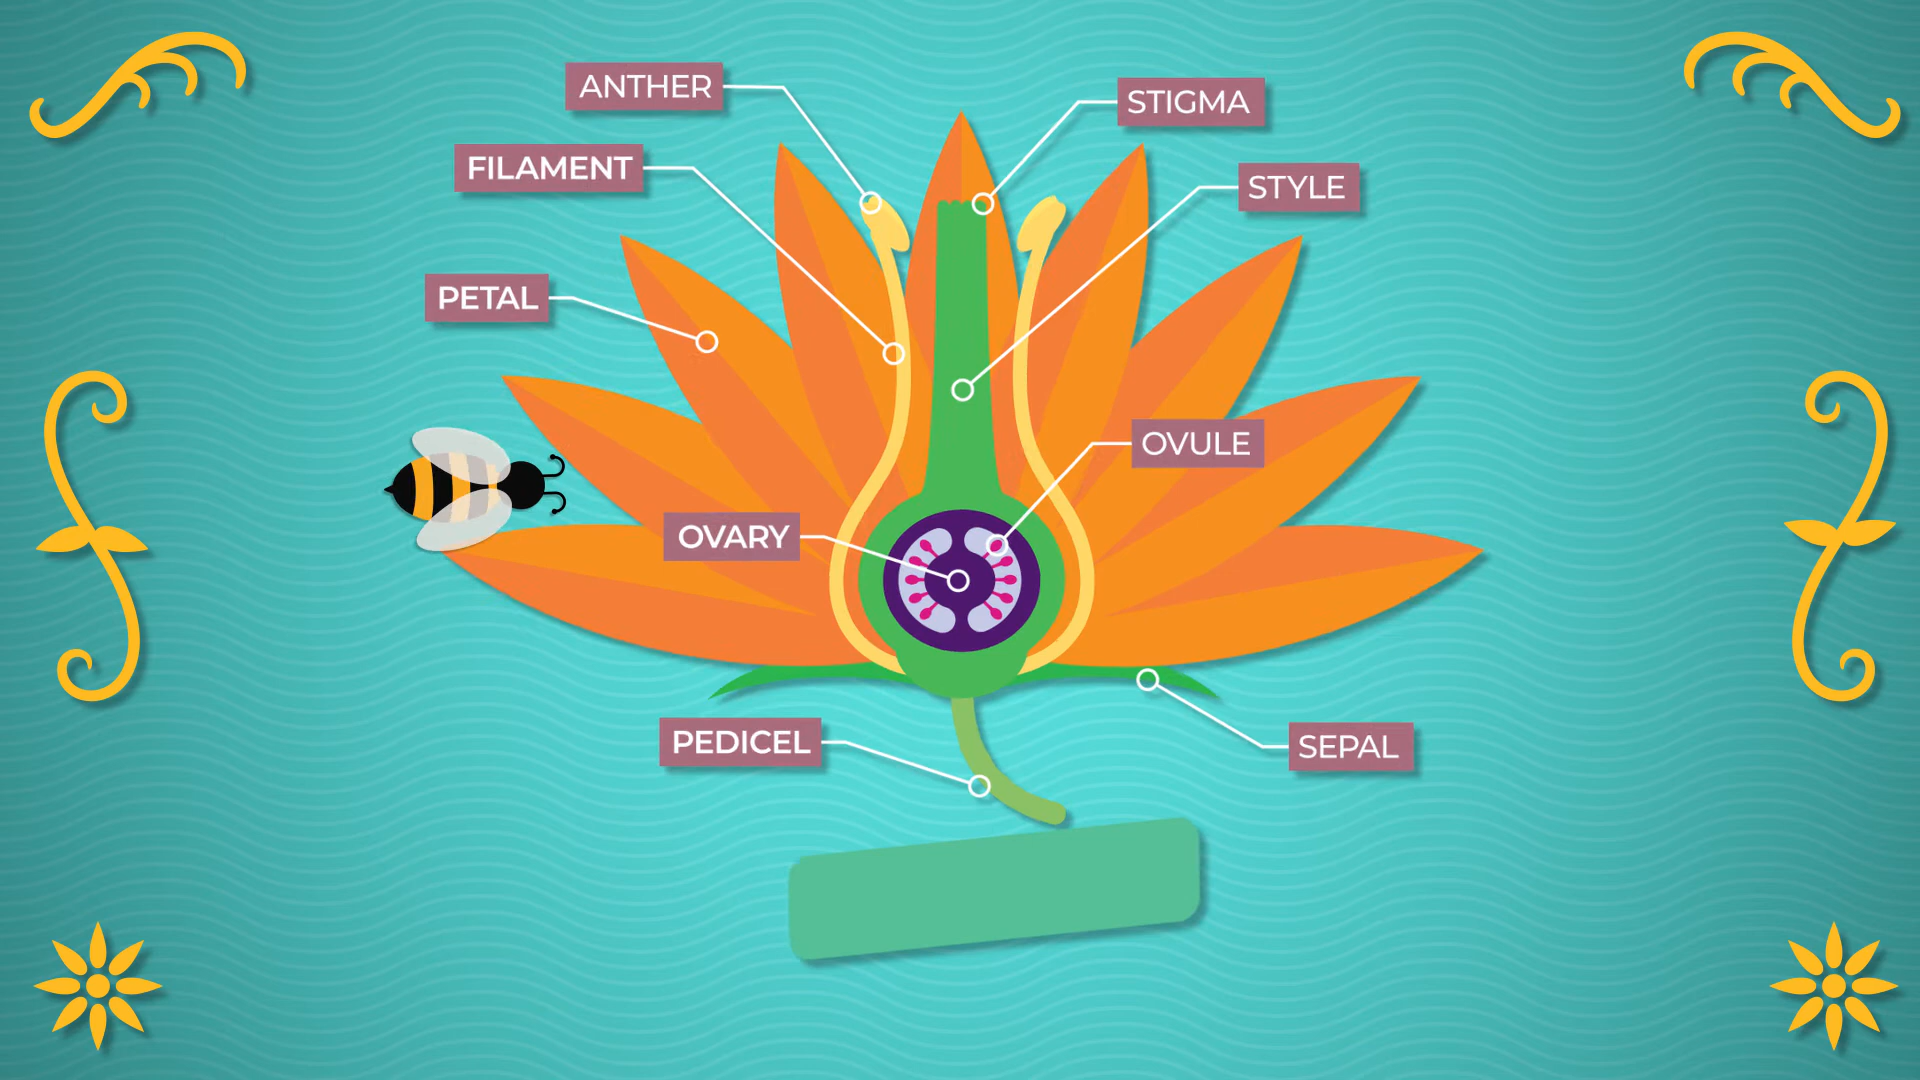 ANTHER
STIGMA
FILAMENT
STYLE
PETAL
OVULE
OVARY
PEDICEL
SEPAL